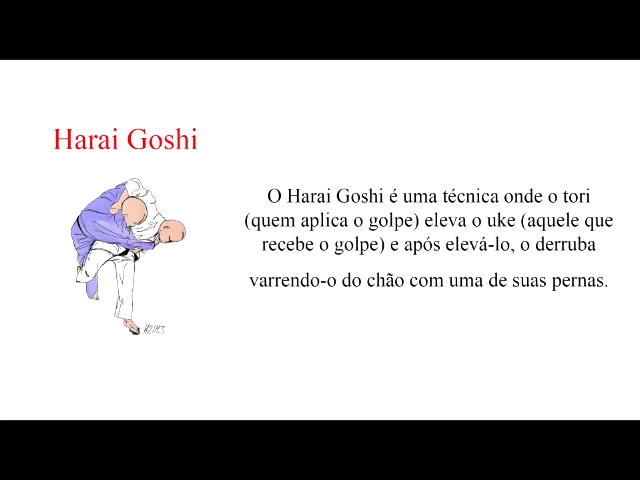 Harai Goshi
O Harai Goshi é uma técnica onde o tori
(quem aplica o golpe) eleva o uke (aquele que
recebe o golpe) e após elevá-lo, o derruba
varrendo-o do chão com uma de suas pernas.